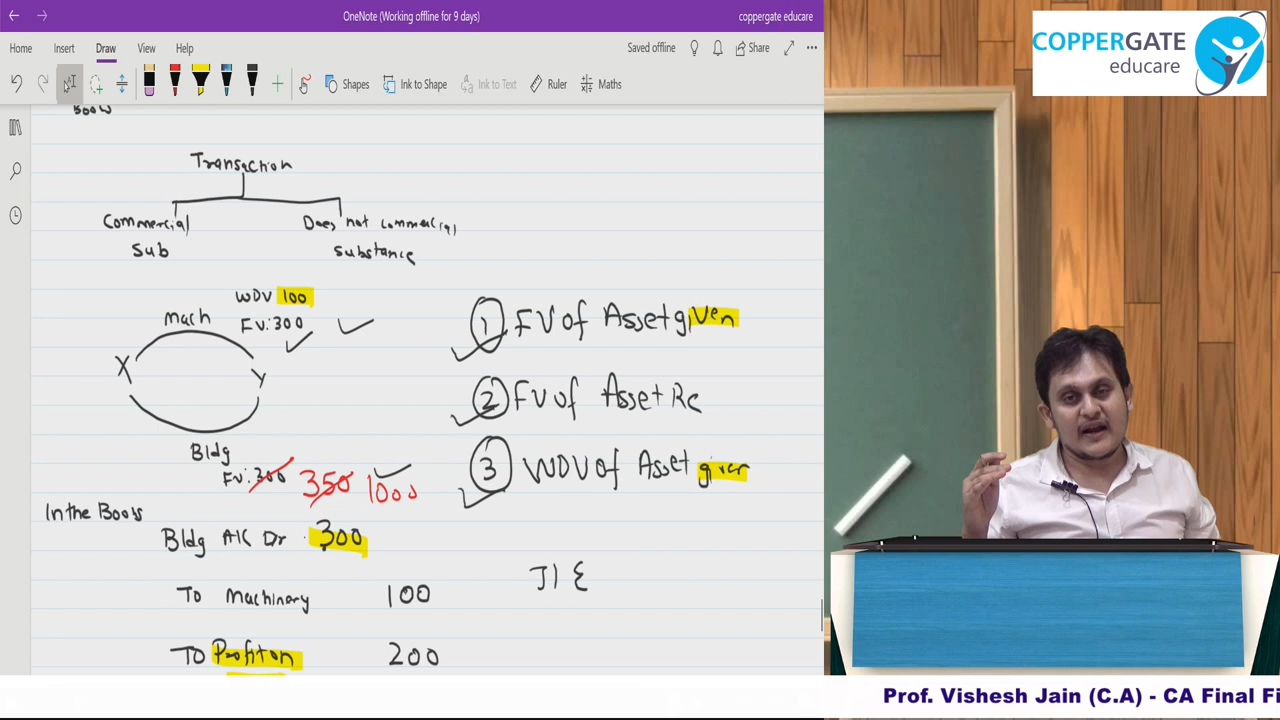 OneNote (Working offline for 9 days)
coppergate educare
Home Insert Draw View Help
Saved offline
Share
Shapes
Ink to Shape
Ink to Text
Ruler
Maths
COPPERGATE
educare
Transaction
Commercial
Sub
Does not commercial
substance
WDV 100
Mach
FV:300
X
Y
Bldg
FV:300 350 1000
1 FV of Asset given
2 FV of Asset Re
3 WDV of Asset given
In the Books
Bldg A/C Dr 300
To Machinery 100
To Profit on 200
Prof. Vishesh Jain (C.A) - CA Final Fi